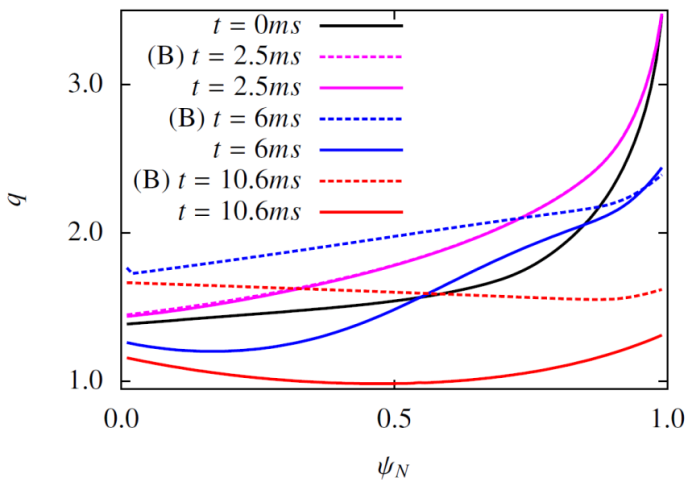 t = 0ms
(B) t = 2.5ms
t = 2.5ms
(B) t = 6ms
t = 6ms
(B) t = 10.6ms
t = 10.6ms
3.0
2.0
1.0
q
0.0 0.5 1.0
ψ_N